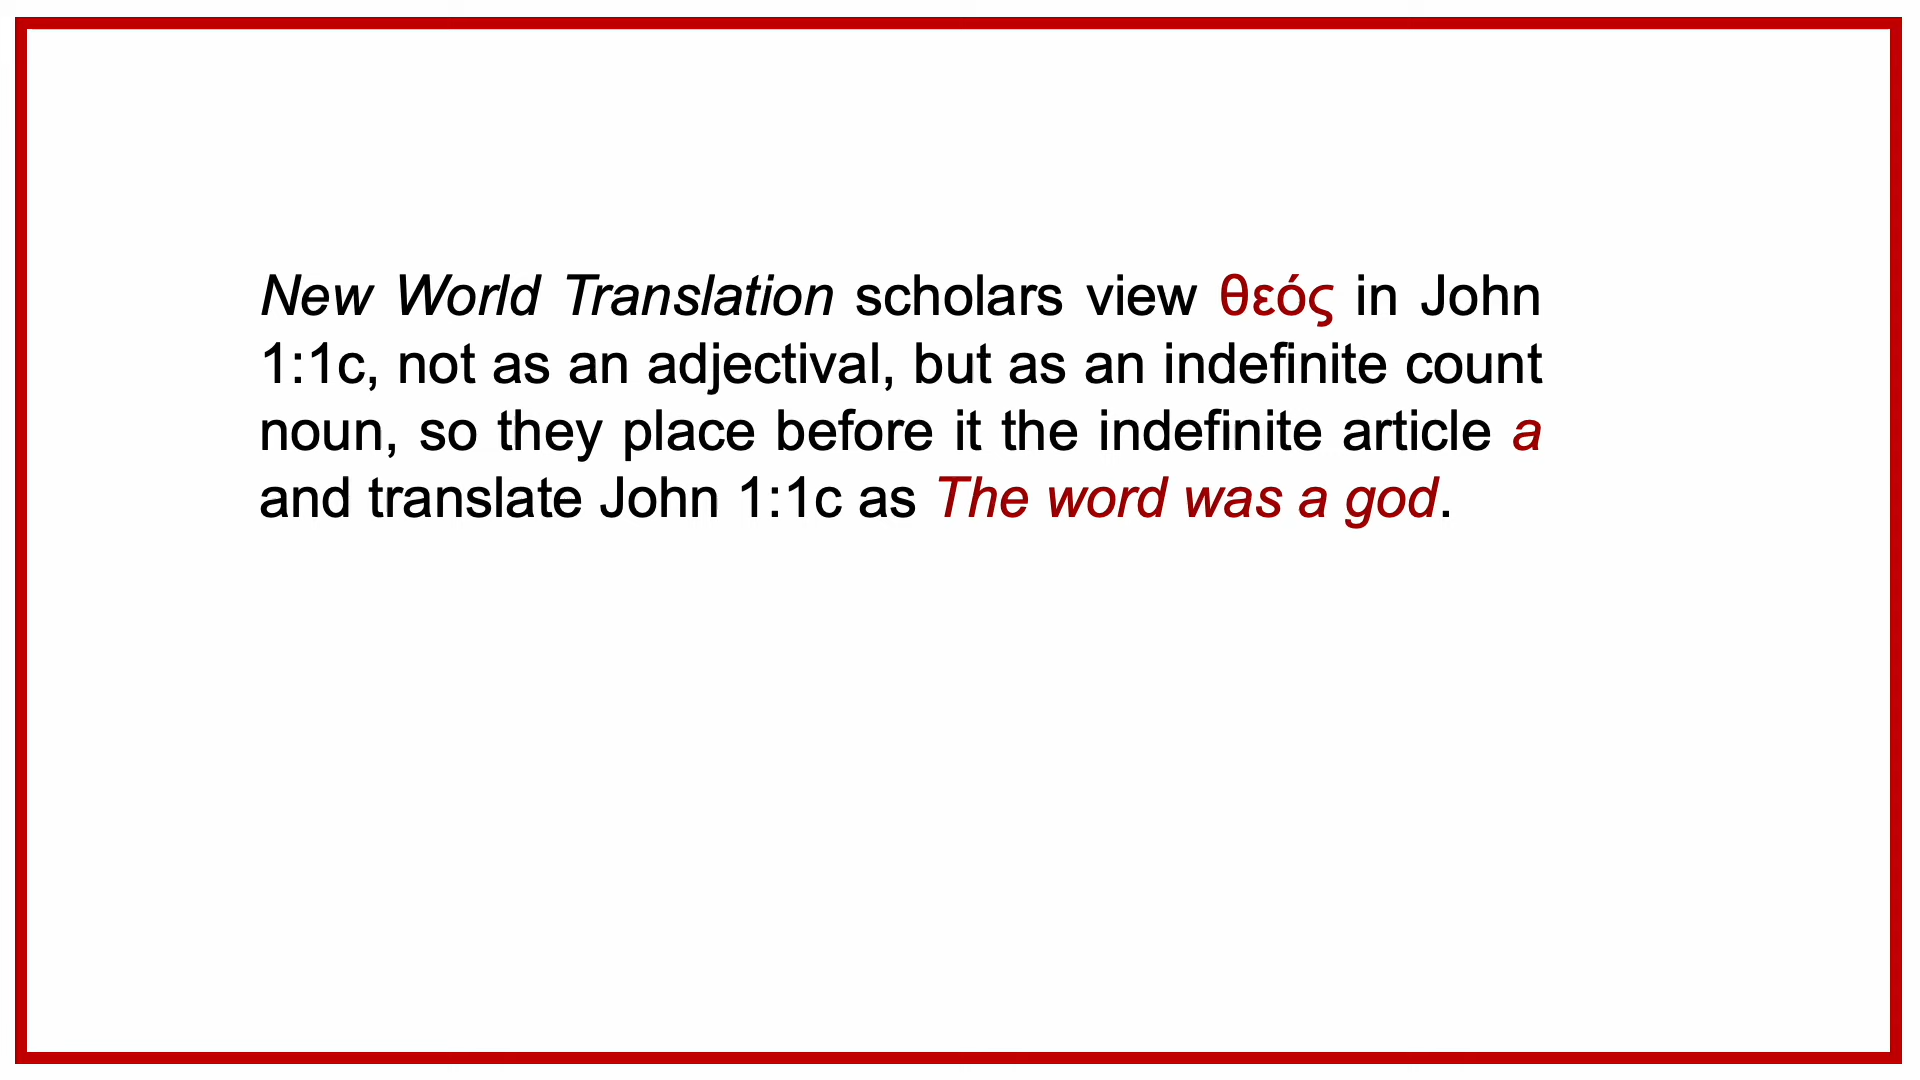 New World Translation scholars view θεός in John
1:1c, not as an adjectival, but as an indefinite count
noun, so they place before it the indefinite article a
and translate John 1:1c as The word was a god.